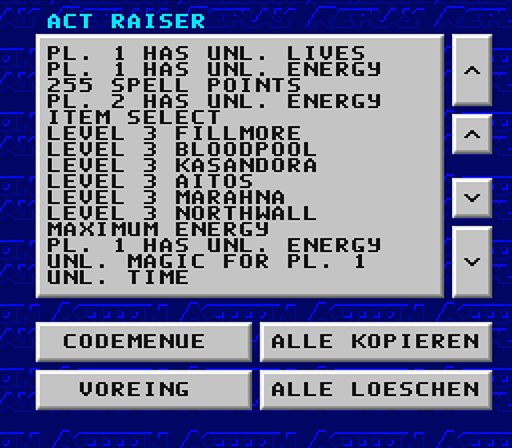 ACT RAISER
PL. 1 HAS UNL. LIVES
PL. 1 HAS UNL. ENERGY
255 SPELL POINTS
PL. 2 HAS UNL. ENERGY
ITEM SELECT
LEVEL 3 FILLMORE
LEVEL 3 BLOODPOOL
LEVEL 3 KASANDORA
LEVEL 3 AITOS
LEVEL 3 MARAHNA
LEVEL 3 NORTHWALL
MAXIMUM ENERGY
PL. 1 HAS UNL. ENERGY
UNL. MAGIC FOR PL. 1
UNL. TIME
CODEMENUE
ALLE KOPIEREN
VOREING
ALLE LOESCHEN